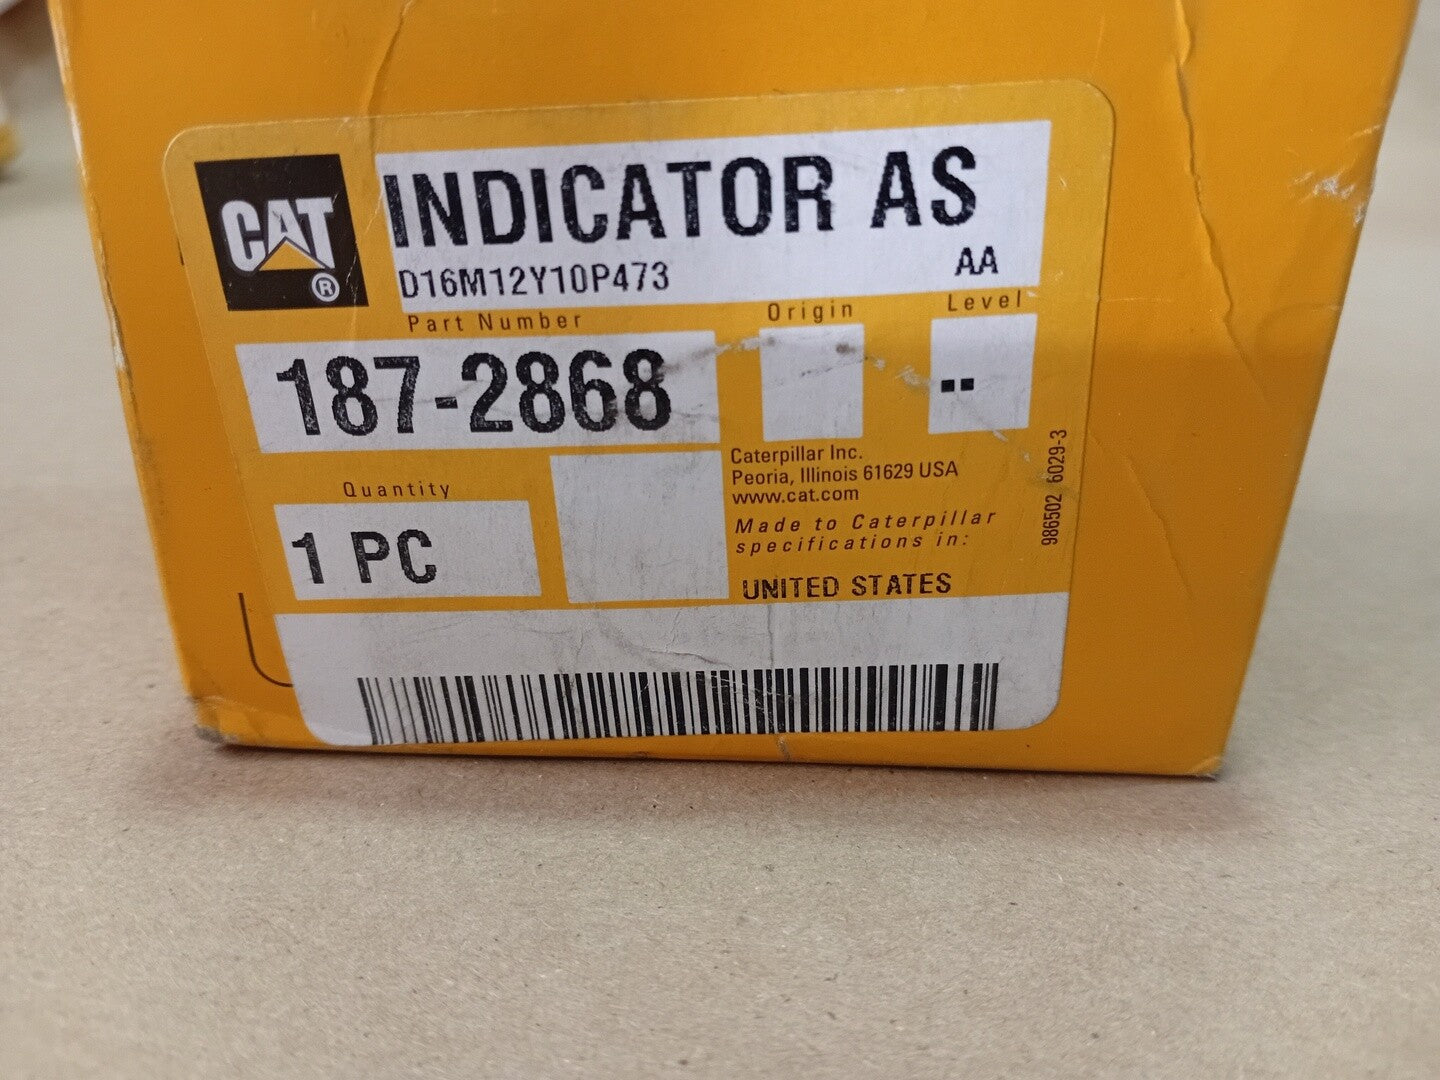 CAT
®
INDICATOR AS
D16M12Y10P473
AA
Part Number
Origin
Level
187-2868
--
Quantity
1 PC
Caterpillar Inc.
Peoria, Illinois 61629 USA
www.cat.com
Made to Caterpillar
specifications in:
UNITED STATES
986502 6029-3